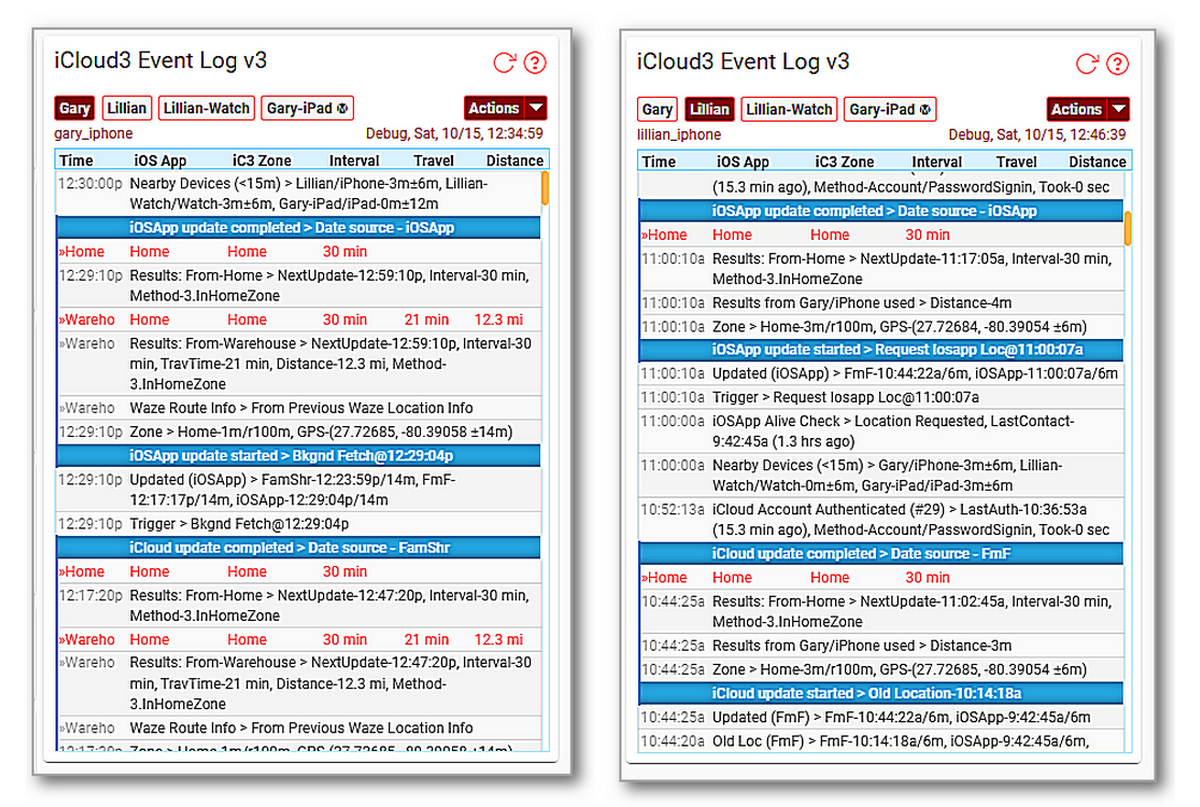 iCloud3 Event Log v3
Gary
Lillian
Lillian-Watch
Gary-iPad
Actions
gary_iphone
Debug, Sat, 10/15, 12:34:59
Time iOS App iC3 Zone Interval Travel Distance
12:30:00p Nearby Devices (<15m) > Lillian/iPhone-3m±6m, Lillian-
Watch/Watch-3m±6m, Gary-iPad/iPad-0m±12m
iOSApp update completed > Date source - iOSApp
»Home Home Home 30 min
12:29:10p Results: From-Home > NextUpdate-12:59:10p, Interval-30 min,
Method-3.InHomeZone
»Wareho Home Home 30 min 21 min 12.3 mi
»Wareho Results: From-Warehouse > NextUpdate-12:59:10p, Interval-30
min, TravTime-21 min, Distance-12.3 mi, Method-
3.InHomeZone
»Wareho Waze Route Info > From Previous Waze Location Info
12:29:10p Zone > Home-1m/r100m, GPS-(27.72685, -80.39058 ±14m)
iOSApp update started > Bkgnd Fetch@12:29:04p
12:29:10p Updated (iOSApp) > FamShr-12:23:59p/14m, FmF-
12:17:17p/14m, iOSApp-12:29:04p/14m
12:29:10p Trigger > Bkgnd Fetch@12:29:04p
iCloud update completed > Date source - FamShr
»Home Home Home 30 min
12:17:20p Results: From-Home > NextUpdate-12:47:20p, Interval-30 min,
Method-3.InHomeZone
»Wareho Home Home 30 min 21 min 12.3 mi
»Wareho Results: From-Warehouse > NextUpdate-12:47:20p, Interval-30
min, TravTime-21 min, Distance-12.3 mi, Method-
3.InHomeZone
»Wareho Waze Route Info > From Previous Waze Location Info
12:17:20p Zone > Home-1m/r100m, GPS-(27.72685, -80.39058 ±14m)
iCloud3 Event Log v3
Gary
Lillian
Lillian-Watch
Gary-iPad
Actions
lillian_iphone
Debug, Sat, 10/15, 12:46:39
Time iOS App iC3 Zone Interval Travel Distance
(15.3 min ago), Method-Account/PasswordSignin, Took-0 sec
iOSApp update completed > Date source - iOSApp
»Home Home Home 30 min
11:00:10a Results: From-Home > NextUpdate-11:17:05a, Interval-30 min,
Method-3.InHomeZone
11:00:10a Results from Gary/iPhone used > Distance-4m
11:00:10a Zone > Home-3m/r100m, GPS-(27.72684, -80.39054 ±6m)
iOSApp update started > Request Iosapp Loc@11:00:07a
11:00:10a Updated (iOSApp) > FmF-10:44:22a/6m, iOSApp-11:00:07a/6m
11:00:10a Trigger > Request Iosapp Loc@11:00:07a
11:00:00a iOSApp Alive Check > Location Requested, LastContact-
9:42:45a (1.3 hrs ago)
11:00:00a Nearby Devices (<15m) > Gary/iPhone-3m±6m, Lillian-
Watch/Watch-0m±6m, Gary-iPad/iPad-3m±6m
10:52:13a iCloud Account Authenticated (#29) > LastAuth-10:36:53a
(15.3 min ago), Method-Account/PasswordSignin, Took-0 sec
iCloud update completed > Date source - FmF
»Home Home Home 30 min
10:44:25a Results: From-Home > NextUpdate-11:02:45a, Interval-30 min,
Method-3.InHomeZone
10:44:25a Results from Gary/iPhone used > Distance-3m
10:44:25a Zone > Home-3m/r100m, GPS-(27.72685, -80.39054 ±6m)
iCloud update started > Old Location-10:14:18a
10:44:25a Updated (FmF) > FmF-10:44:22a/6m, iOSApp-9:42:45a/6m
10:44:20a Old Loc (FmF) > FmF-10:14:18a/6m, iOSApp-9:42:45a/6m,